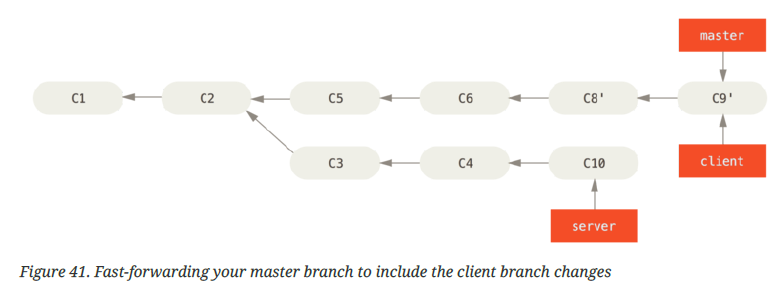 master
C1 C2 C5 C6 C8' C9'
C3 C4 C10 client
server
Figure 41. Fast-forwarding your master branch to include the client branch changes